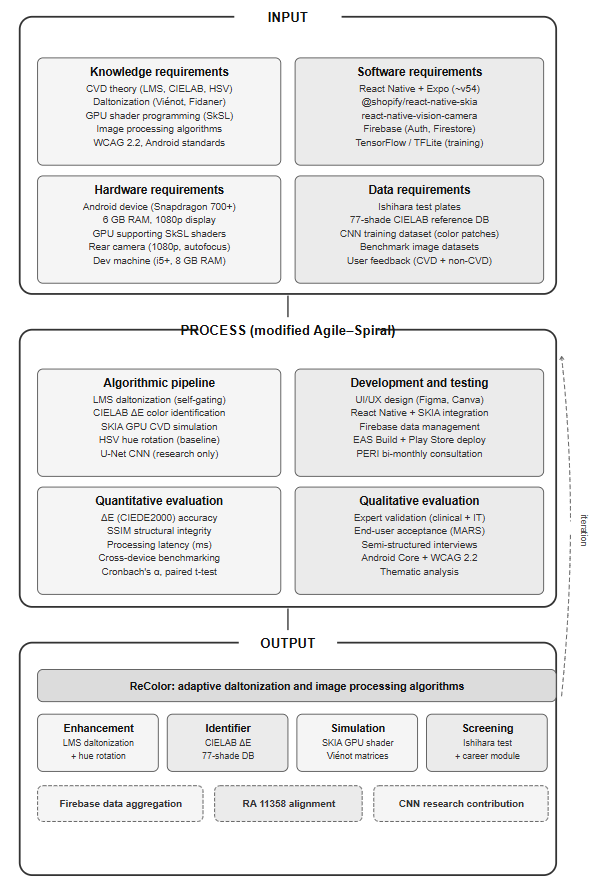 INPUT
Knowledge requirements
CVD theory (LMS, CIELAB, HSV)
Daltonization (Viénot, Fidaner)
GPU shader programming (SkSL)
Image processing algorithms
WCAG 2.2, Android standards
Software requirements
React Native + Expo (~v54)
@shopify/react-native-skia
react-native-vision-camera
Firebase (Auth, Firestore)
TensorFlow / TFLite (training)
Hardware requirements
Android device (Snapdragon 700+)
6 GB RAM, 1080p display
GPU supporting SkSL shaders
Rear camera (1080p, autofocus)
Dev machine (i5+, 8 GB RAM)
Data requirements
Ishihara test plates
77-shade CIELAB reference DB
CNN training dataset (color patches)
Benchmark image datasets
User feedback (CVD + non-CVD)
PROCESS (modified Agile–Spiral)
Algorithmic pipeline
LMS daltonization (self-gating)
CIELAB ΔE color identification
SKIA GPU CVD simulation
HSV hue rotation (baseline)
U-Net CNN (research only)
Development and testing
UI/UX design (Figma, Canva)
React Native + SKIA integration
Firebase data management
EAS Build + Play Store deploy
PERI bi-monthly consultation
Quantitative evaluation
ΔE (CIEDE2000) accuracy
SSIM structural integrity
Processing latency (ms)
Cross-device benchmarking
Cronbach's α, paired t-test
Qualitative evaluation
Expert validation (clinical + IT)
End-user acceptance (MARS)
Semi-structured interviews
Android Core + WCAG 2.2
Thematic analysis
iteration
OUTPUT
ReColor: adaptive daltonization and image processing algorithms
Enhancement
LMS daltonization
+ hue rotation
Identifier
CIELAB ΔE
77-shade DB
Simulation
SKIA GPU shader
Viénot matrices
Screening
Ishihara test
+ career module
Firebase data aggregation
RA 11358 alignment
CNN research contribution